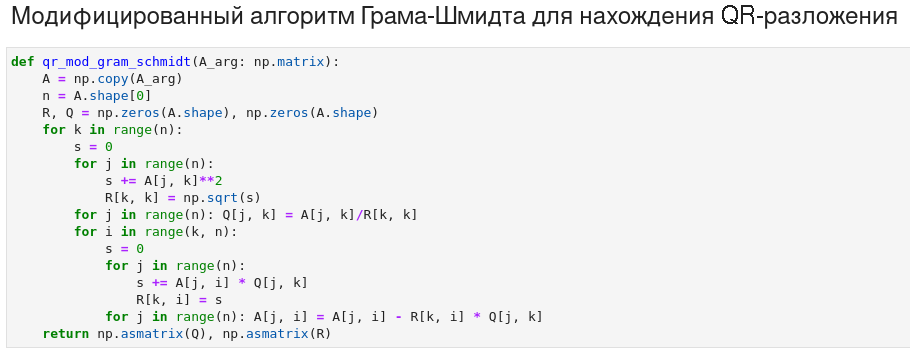 Модифицированный алгоритм Грама-Шмидта для нахождения QR-разложения
def qr_mod_gram_schmidt(A_arg: np.matrix):
    A = np.copy(A_arg)
    n = A.shape[0]
    R, Q = np.zeros(A.shape), np.zeros(A.shape)
    for k in range(n):
        s = 0
        for j in range(n):
            s += A[j, k]**2
            R[k, k] = np.sqrt(s)
        for j in range(n): Q[j, k] = A[j, k]/R[k, k]
        for i in range(k, n):
            s = 0
            for j in range(n):
                s += A[j, i] * Q[j, k]
                R[k, i] = s
            for j in range(n): A[j, i] = A[j, i] - R[k, i] * Q[j, k]
    return np.asmatrix(Q), np.asmatrix(R)